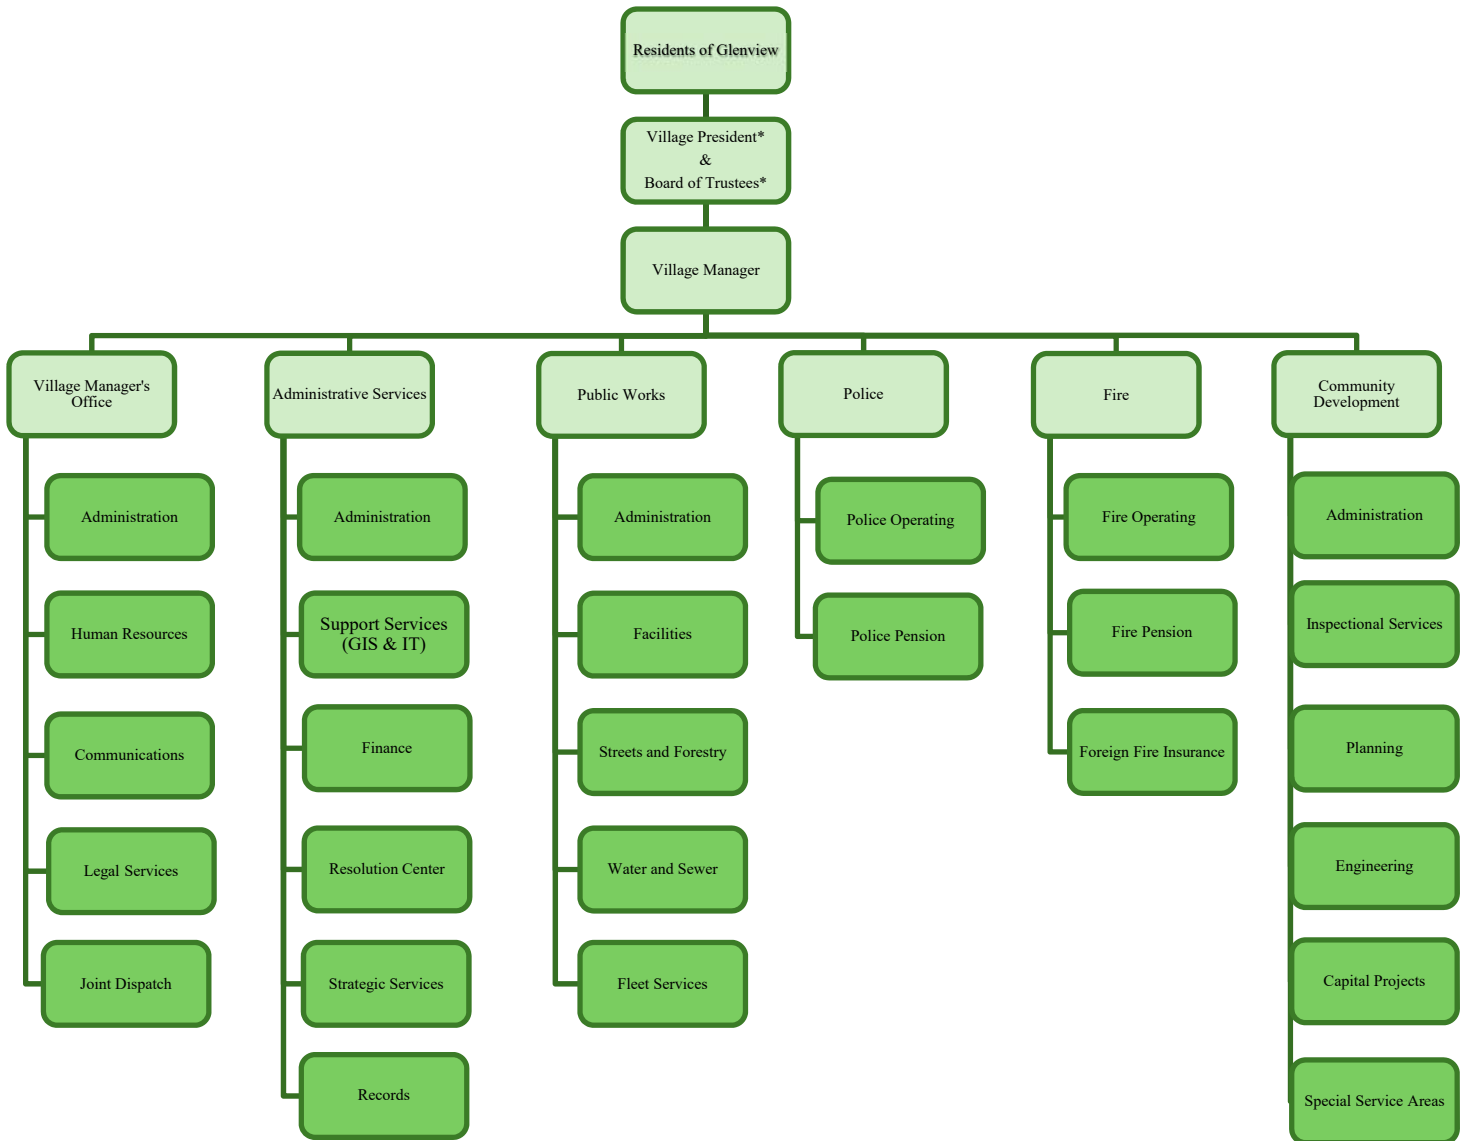 Residents of Glenview
Village President*
&
Board of Trustees*
Village Manager
Village Manager's
Office
Administrative Services
Public Works
Police
Fire
Community
Development
Administration
Human Resources
Communications
Legal Services
Joint Dispatch
Administration
Support Services
(GIS & IT)
Finance
Resolution Center
Strategic Services
Records
Administration
Facilities
Streets and Forestry
Water and Sewer
Fleet Services
Police Operating
Police Pension
Fire Operating
Fire Pension
Foreign Fire Insurance
Administration
Inspectional Services
Planning
Engineering
Capital Projects
Special Service Areas